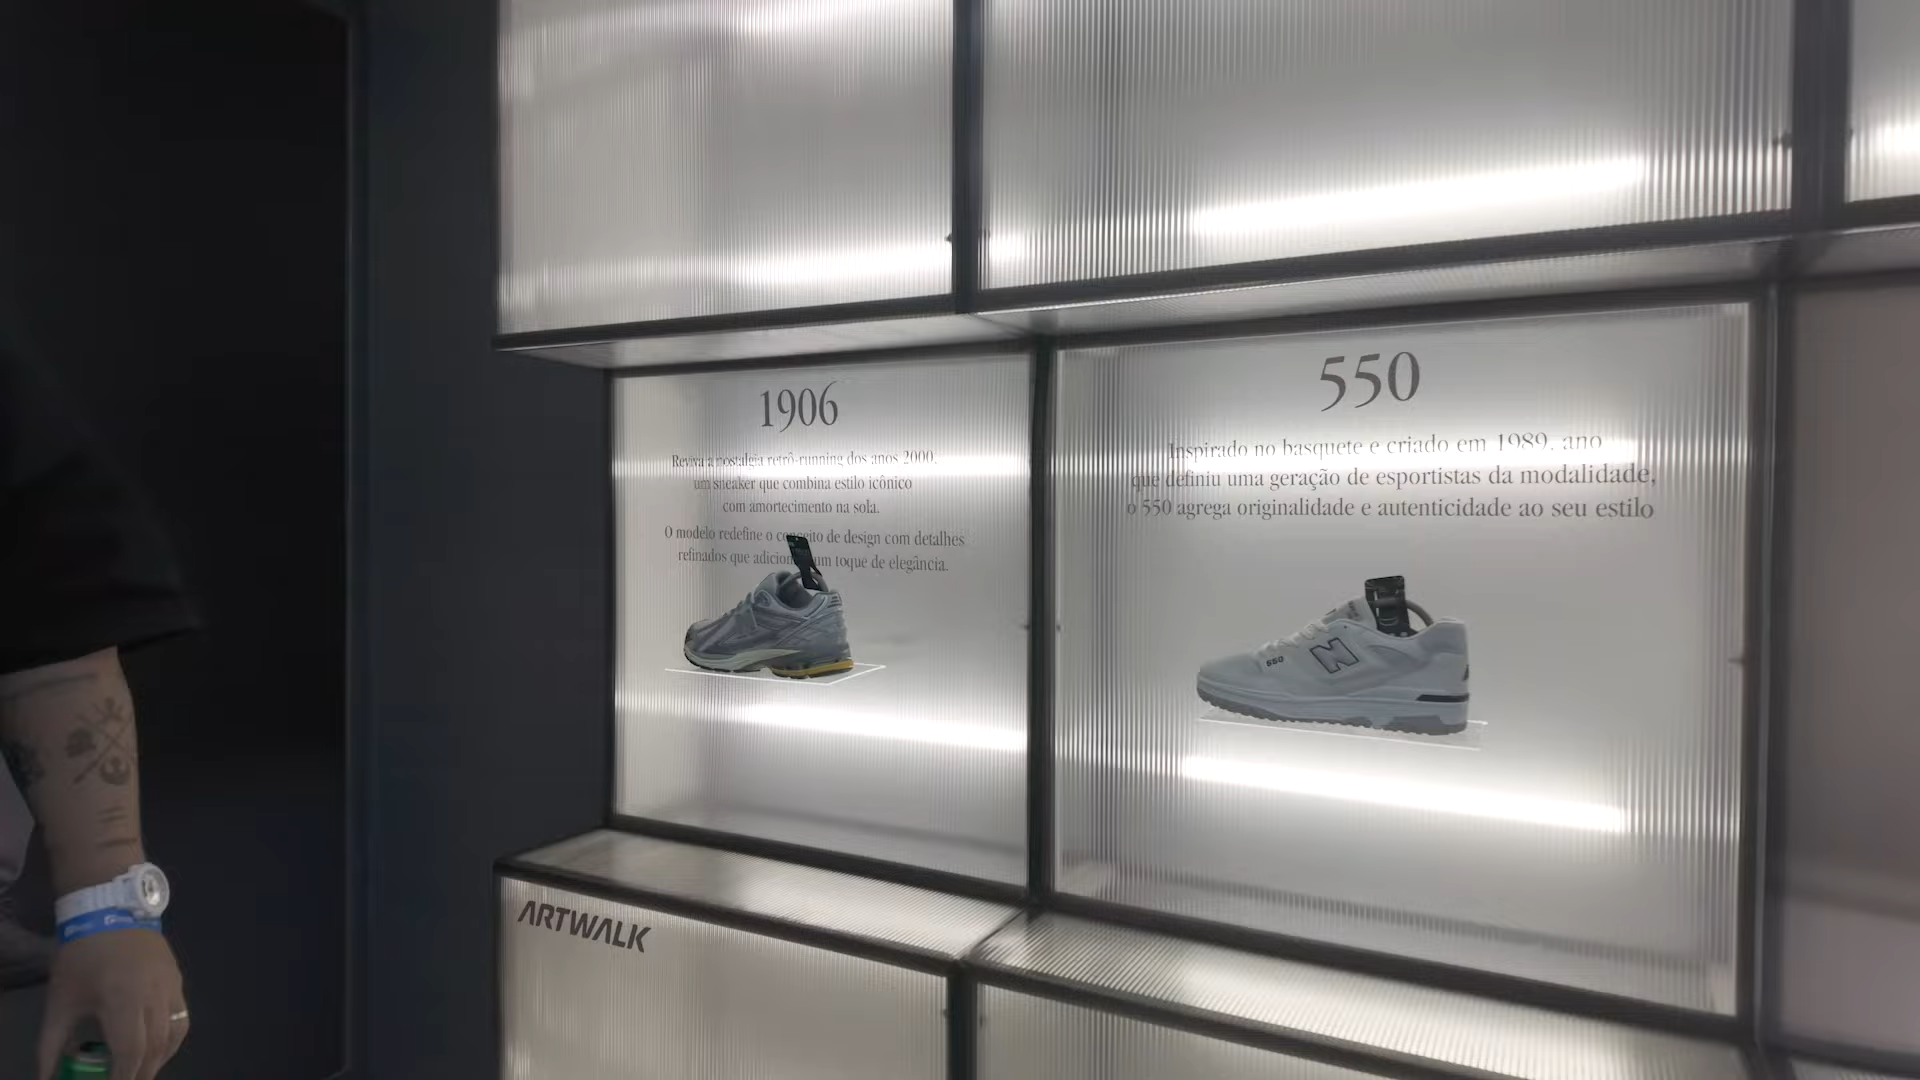 1906
Reviva a nostalgia retrô-running dos anos 2000,
um sneaker que combina estilo icônico
com amortecimento na sola.
O modelo redefine o conceito de design com detalhes
refinados que adicion um toque de elegância.
550
Inspirado no basquete e criado em 1989, ano
que definiu uma geração de esportistas da modalidade,
o 550 agrega originalidade e autenticidade ao seu estilo
550
N
ARTWALK